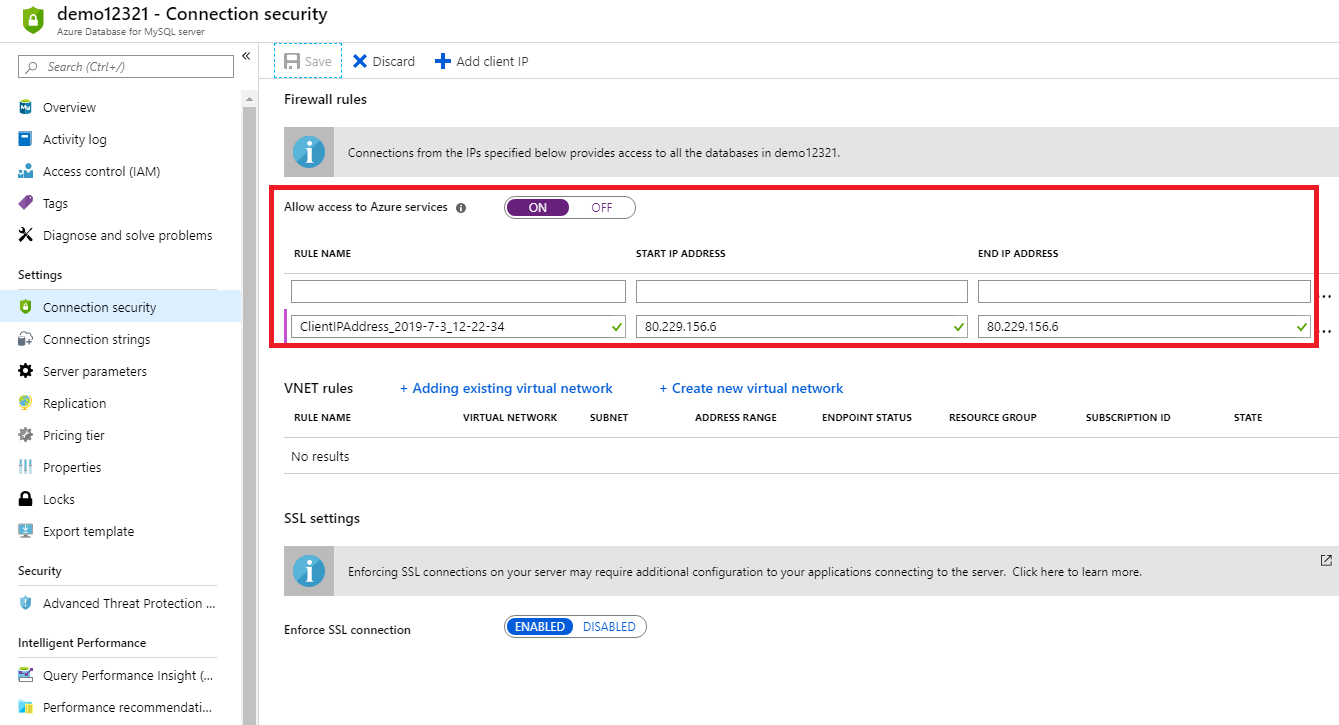 demo12321 - Connection security
Azure Database for MySQL server
Search (Ctrl+/)
«
Overview
Activity log
Access control (IAM)
Tags
Diagnose and solve problems
Settings
Connection security
Connection strings
Server parameters
Replication
Pricing tier
Properties
Locks
Export template
Security
Advanced Threat Protection ...
Intelligent Performance
Query Performance Insight (...
Performance recommendati...
Save Discard Add client IP
Firewall rules
Connections from the IPs specified below provides access to all the databases in demo12321.
Allow access to Azure services ON OFF
RULE NAME START IP ADDRESS END IP ADDRESS
...
ClientIPAddress_2019-7-3_12-22-34 80.229.156.6 80.229.156.6 ...
VNET rules + Adding existing virtual network + Create new virtual network
RULE NAME VIRTUAL NETWORK SUBNET ADDRESS RANGE ENDPOINT STATUS RESOURCE GROUP SUBSCRIPTION ID STATE
No results
SSL settings
Enforcing SSL connections on your server may require additional configuration to your applications connecting to the server. Click here to learn more.
Enforce SSL connection ENABLED DISABLED